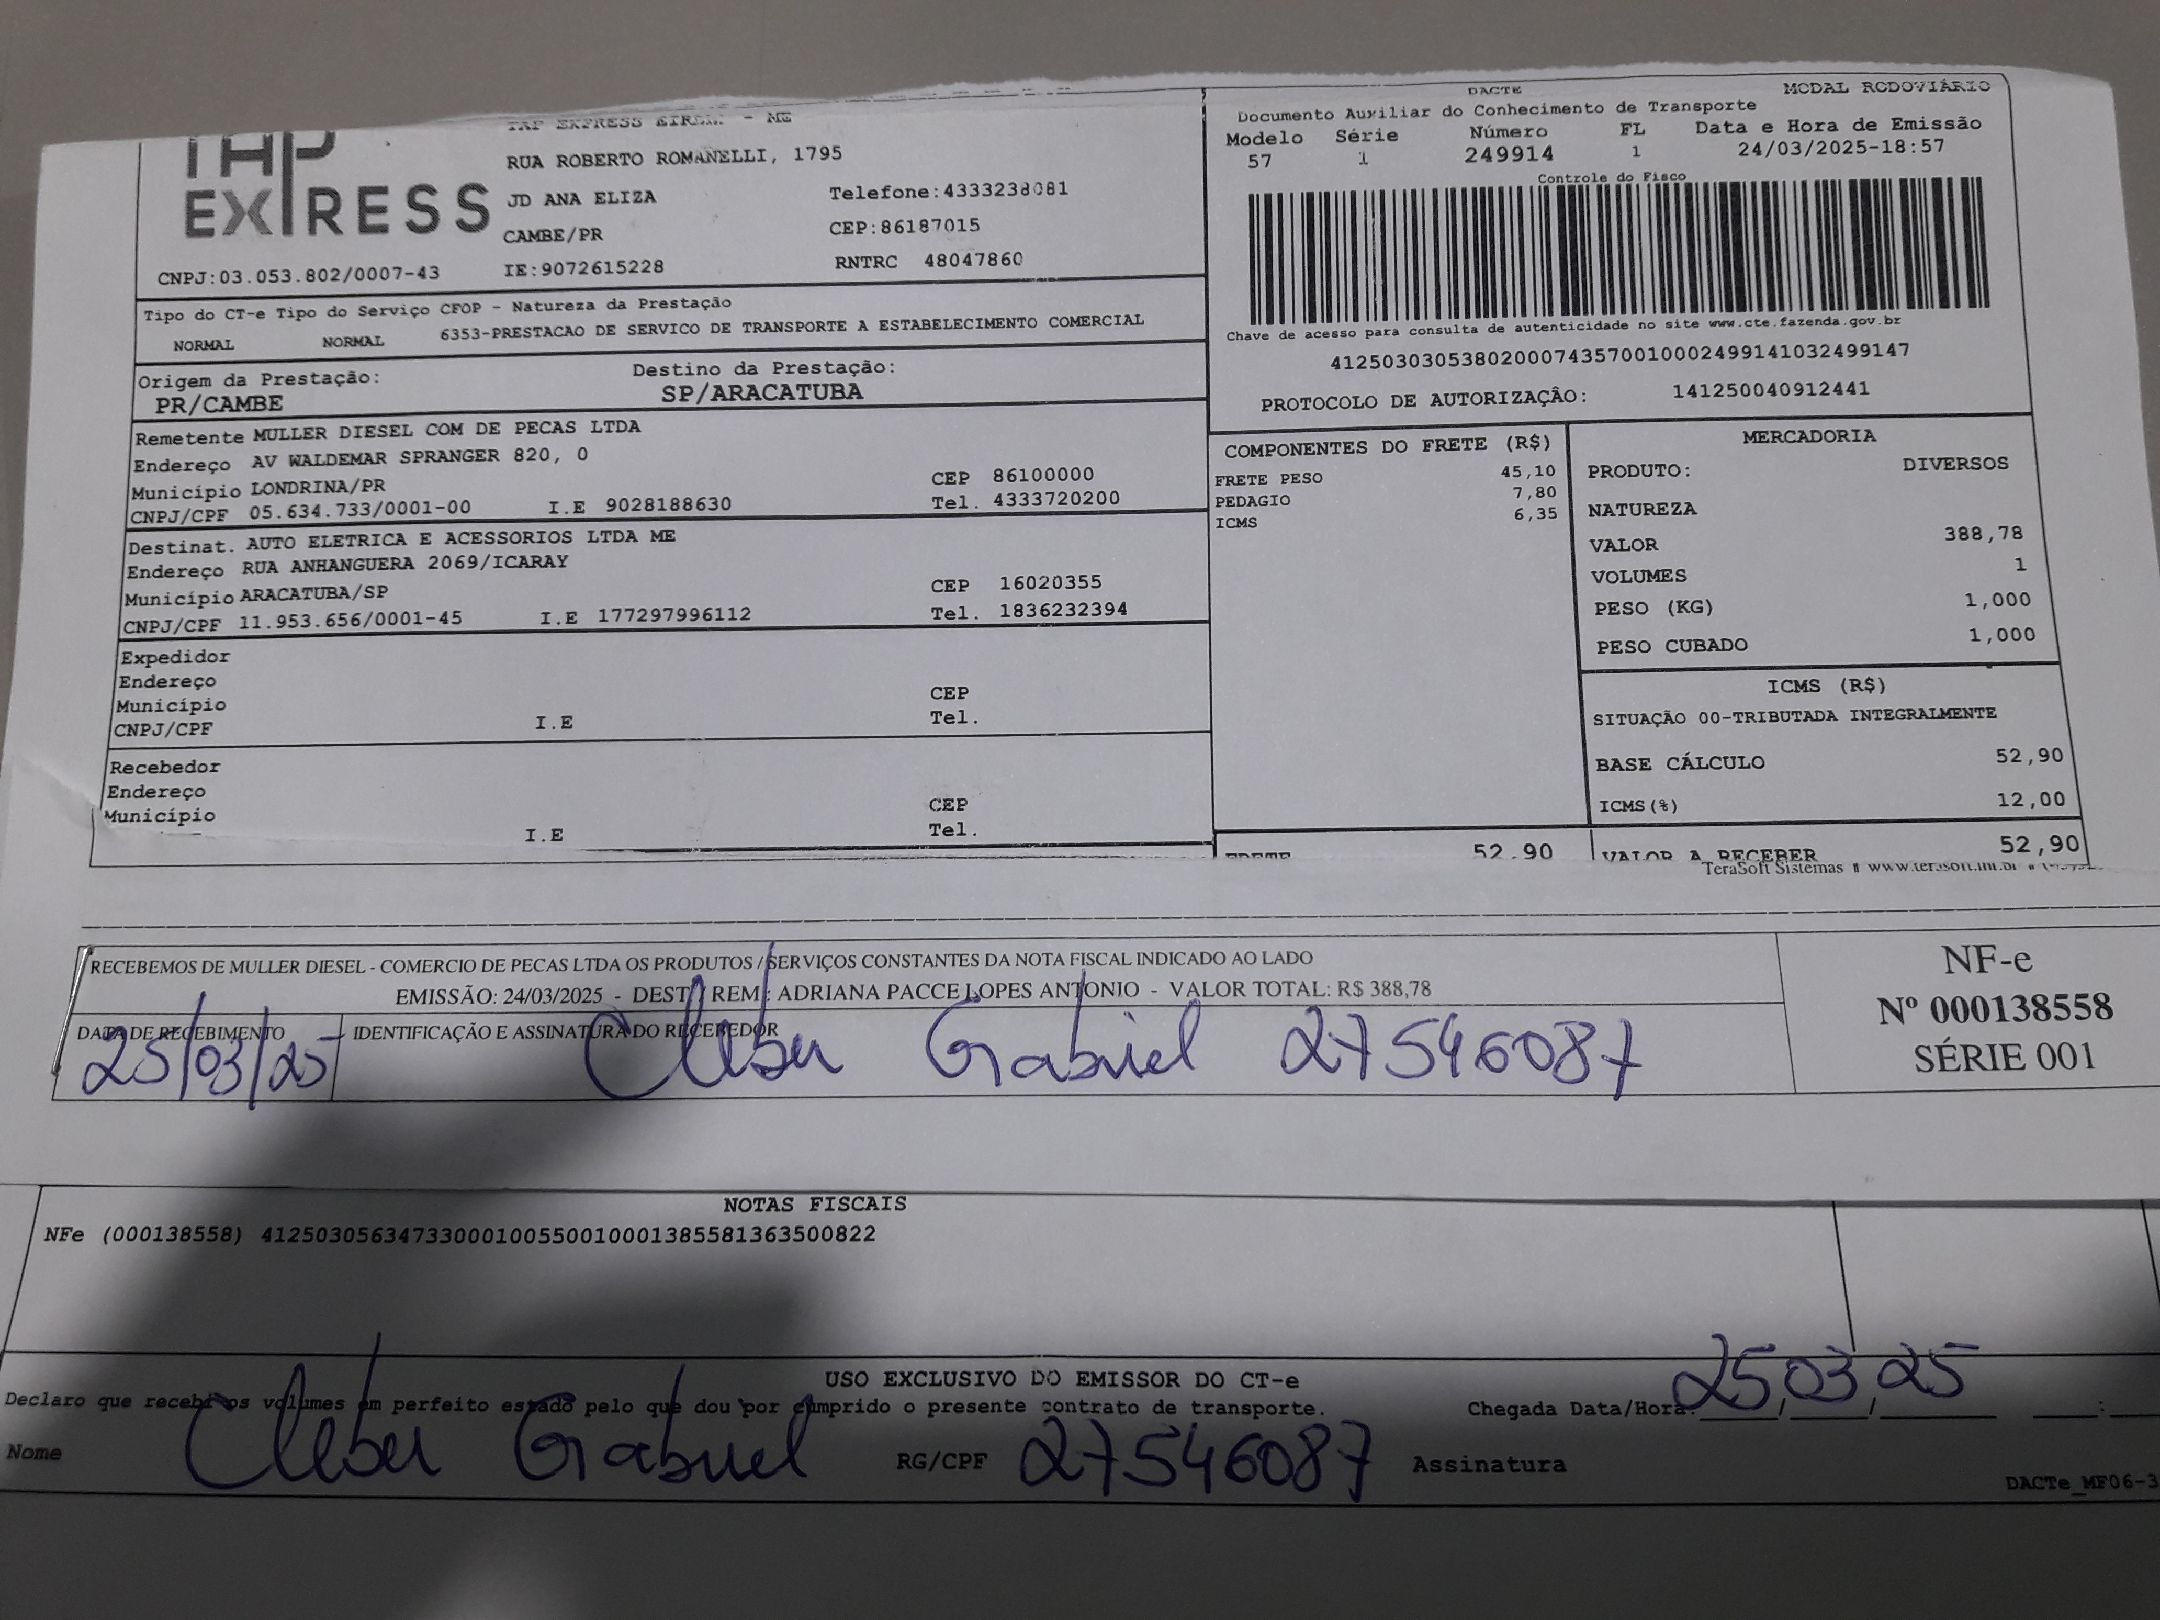 TAP
EXPRESS
TAP EXPRESS EIRELI - ME
RUA ROBERTO ROMANELLI, 1795
JD ANA ELIZA Telefone:4333238081
CAMBE/PR CEP:86187015
CNPJ:03.053.802/0007-43 IE:9072615228 RNTRC 48047860
DACTE MODAL RODOVIÁRIO
Documento Auxiliar do Conhecimento de Transporte
Modelo Série Número FL Data e Hora de Emissão
57 1 249914 1 24/03/2025-18:57
Controle do Fisco
Chave de acesso para consulta de autenticidade no site www.cte.fazenda.gov.br
41250303053802000743570010002499141032499147
PROTOCOLO DE AUTORIZAÇÃO: 141250040912441
Tipo do CT-e Tipo do Serviço CFOP - Natureza da Prestação
NORMAL NORMAL 6353-PRESTACAO DE SERVICO DE TRANSPORTE A ESTABELECIMENTO COMERCIAL
Origem da Prestação: Destino da Prestação:
PR/CAMBE SP/ARACATUBA
Remetente MULLER DIESEL COM DE PECAS LTDA
Endereço AV WALDEMAR SPRANGER 820, 0
Município LONDRINA/PR CEP 86100000
CNPJ/CPF 05.634.733/0001-00 I.E 9028188630 Tel. 4333720200
Destinat. AUTO ELETRICA E ACESSORIOS LTDA ME
Endereço RUA ANHANGUERA 2069/ICARAY
Município ARACATUBA/SP CEP 16020355
CNPJ/CPF 11.953.656/0001-45 I.E 177297996112 Tel. 1836232394
Expedidor
Endereço
Município CEP
CNPJ/CPF I.E Tel.
Recebedor
Endereço
Município CEP
I.E Tel.
COMPONENTES DO FRETE (R$)
FRETE PESO 45,10
PEDAGIO 7,80
ICMS 6,35
MERCADORIA
PRODUTO: DIVERSOS
NATUREZA
VALOR 388,78
VOLUMES 1
PESO (KG) 1,000
PESO CUBADO 1,000
ICMS (R$)
SITUAÇÃO 00-TRIBUTADA INTEGRALMENTE
BASE CÁLCULO 52,90
ICMS(%) 12,00
FRETE 52,90 VALOR A RECEBER 52,90
TeraSoft Sistemas
RECEBEMOS DE MULLER DIESEL - COMERCIO DE PECAS LTDA OS PRODUTOS / SERVIÇOS CONSTANTES DA NOTA FISCAL INDICADO AO LADO
EMISSÃO: 24/03/2025 - DEST / REM: ADRIANA PACCE LOPES ANTONIO - VALOR TOTAL: R$ 388,78
DATA DE RECEBIMENTO IDENTIFICAÇÃO E ASSINATURA DO RECEBEDOR
25/03/25 Cleber Gabriel 27546087
NF-e
Nº 000138558
SÉRIE 001
NOTAS FISCAIS
NFe (000138558) 41250305634733000100550010001385581363500822
USO EXCLUSIVO DO EMISSOR DO CT-e
Declaro que recebi os volumes em perfeito estado pelo que dou por cumprido o presente contrato de transporte. Chegada Data/Hora: 25/03/25
Nome Cleber Gabriel RG/CPF 27546087 Assinatura
DACTe_MF06-3